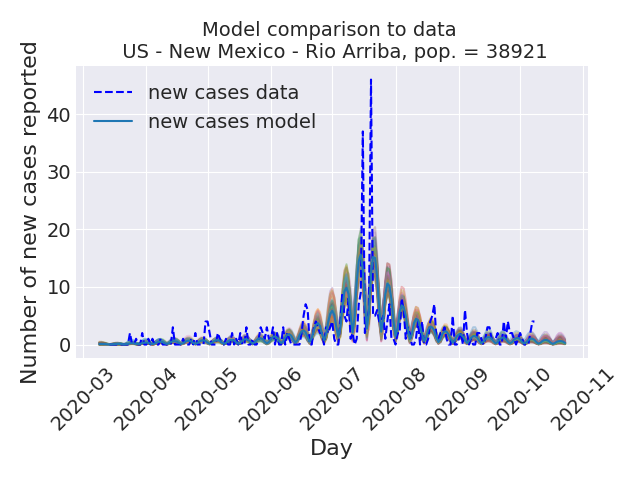 Model comparison to data
US - New Mexico - Rio Arriba, pop. = 38921
Number of new cases reported
new cases data
new cases model
40
30
20
10
0
2020-03
2020-04
2020-05
2020-06
2020-07
2020-08
2020-09
2020-10
2020-11
Day